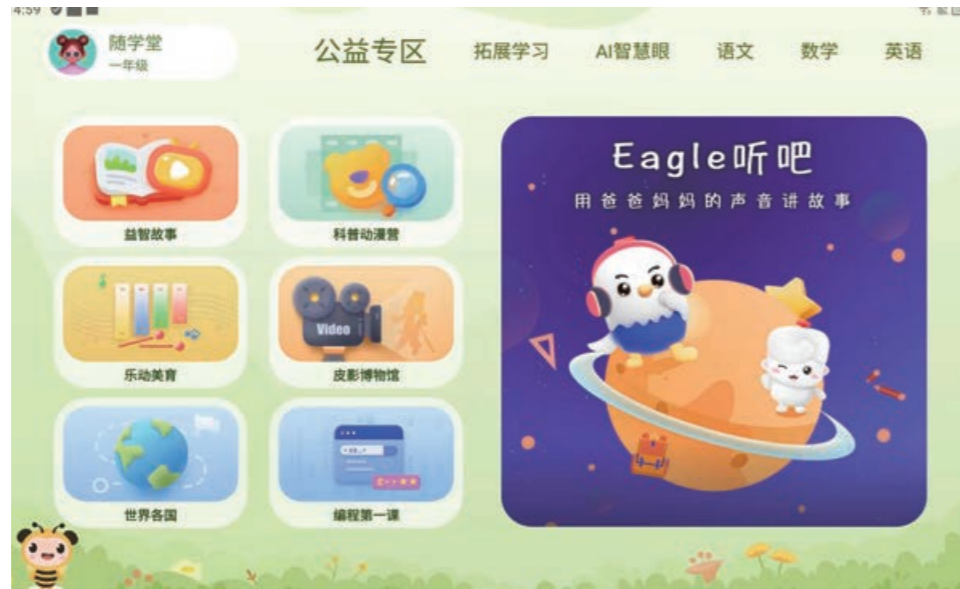 4:59
随学堂
一年级
公益专区 拓展学习 AI智慧眼 语文 数学 英语
益智故事
科普动漫营
Eagle听吧
用爸爸妈妈的声音讲故事
乐动美育
Video
皮影博物馆
世界各国
编程第一课